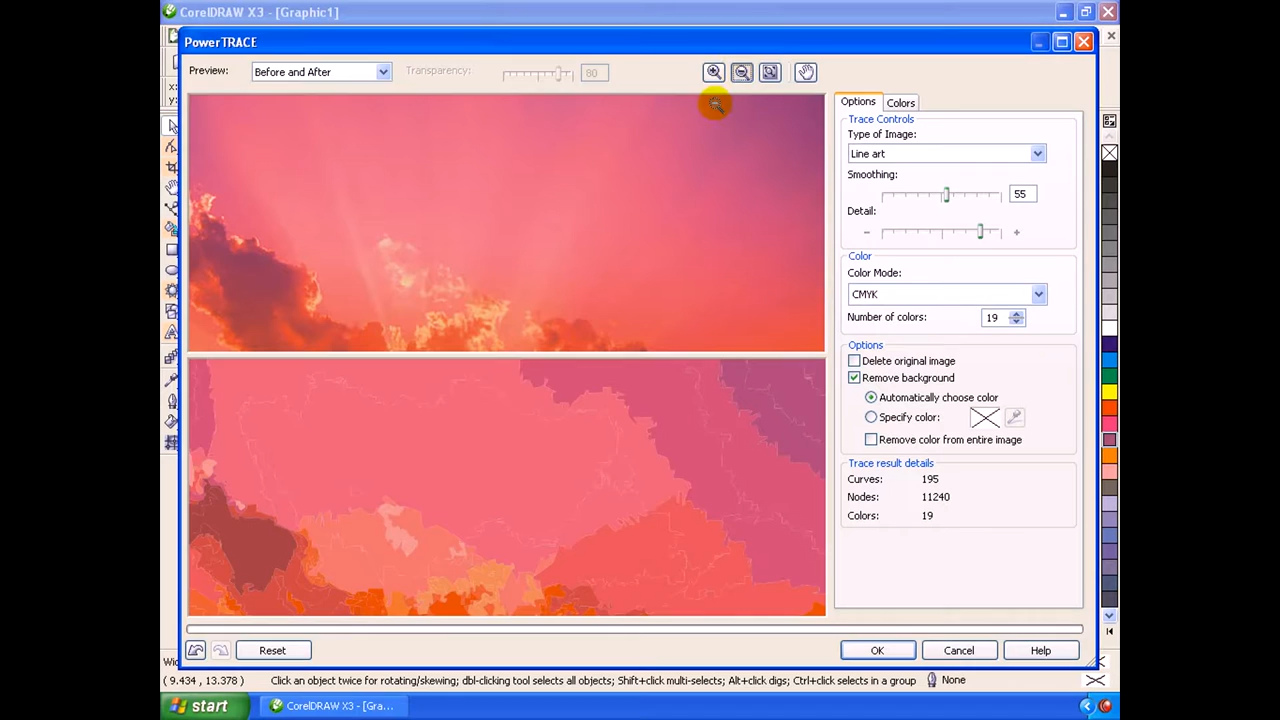 CorelDRAW X3 - [Graphic1]
PowerTRACE
Preview: Before and After Transparency: 80
x:
y:
Options Colors
Trace Controls
Type of Image:
Line art
Smoothing:
55
Detail:
Color
Color Mode:
CMYK
Number of colors: 19
Options
Delete original image
Remove background
Automatically choose color
Specify color:
Remove color from entire image
Trace result details
Curves: 195
Nodes: 11240
Colors: 19
Reset OK Cancel Help
Wi
( 9.434 , 13.378 ) Click an object twice for rotating/skewing; dbl-clicking tool selects all objects; Shift+click multi-selects; Alt+click digs; Ctrl+click selects in a group None
start CorelDRAW X3 - [Gra...